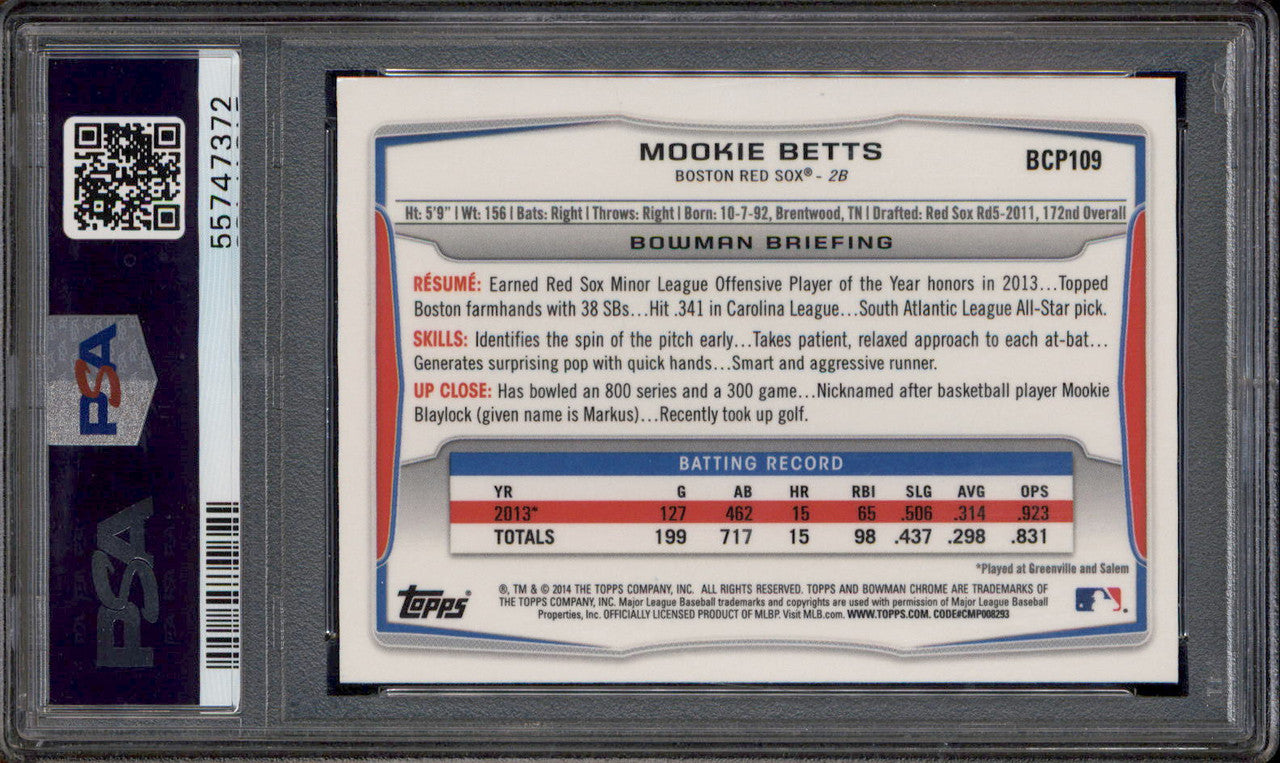 55747372
PSA
PSA
MOOKIE BETTS
BCP109
BOSTON RED SOX® - 2B
Ht: 5'9" | Wt: 156 | Bats: Right | Throws: Right | Born: 10-7-92, Brentwood, TN | Drafted: Red Sox Rd5-2011, 172nd Overall
BOWMAN BRIEFING
RÉSUMÉ: Earned Red Sox Minor League Offensive Player of the Year honors in 2013...Topped
Boston farmhands with 38 SBs...Hit .341 in Carolina League...South Atlantic League All-Star pick.
SKILLS: Identifies the spin of the pitch early...Takes patient, relaxed approach to each at-bat...
Generates surprising pop with quick hands...Smart and aggressive runner.
UP CLOSE: Has bowled an 800 series and a 300 game...Nicknamed after basketball player Mookie
Blaylock (given name is Markus)...Recently took up golf.
BATTING RECORD
YR G AB HR RBI SLG AVG OPS
2013* 127 462 15 65 .506 .314 .923
TOTALS 199 717 15 98 .437 .298 .831
*Played at Greenville and Salem
TOPPS®
®, TM & © 2014 THE TOPPS COMPANY, INC. ALL RIGHTS RESERVED. TOPPS AND BOWMAN CHROME ARE TRADEMARKS OF
THE TOPPS COMPANY, INC. Major League Baseball trademarks and copyrights are used with permission of Major League Baseball
Properties, Inc. OFFICIALLY LICENSED PRODUCT OF MLBP. Visit MLB.com. WWW.TOPPS.COM. CODE#CMP008293